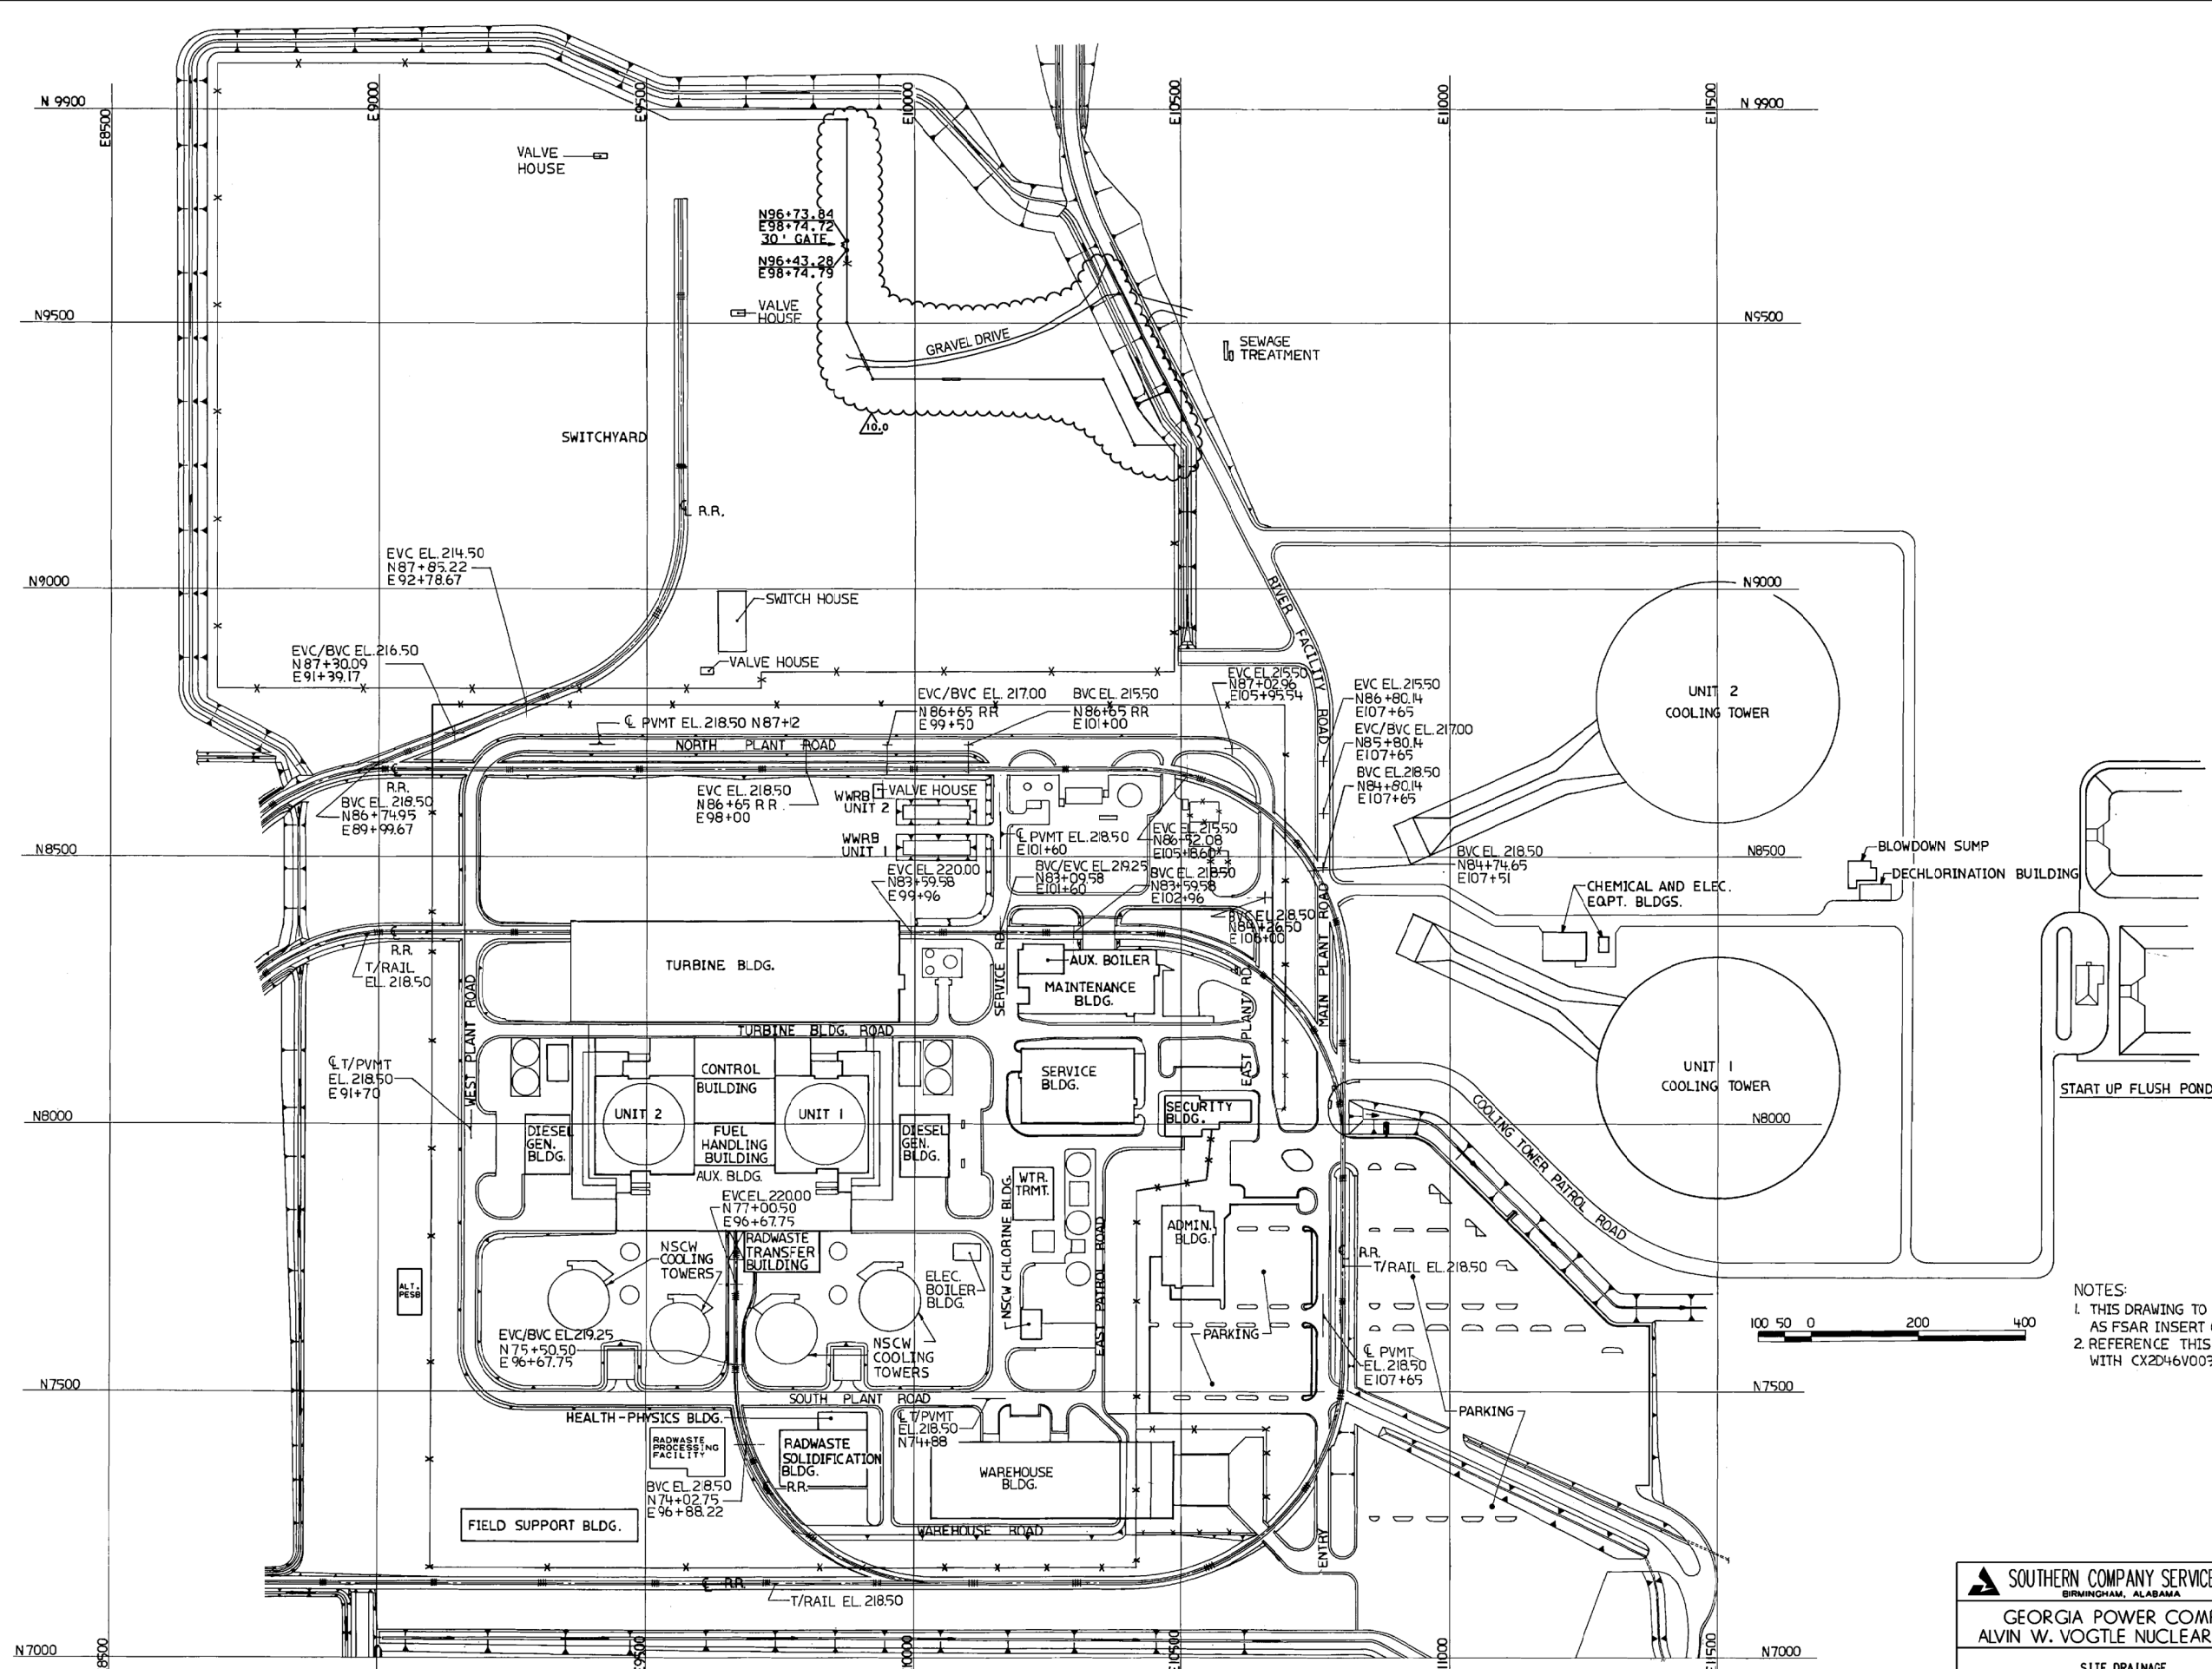 N 9900
E8500
E9000
E9500
E10000
E10500
E11000
E11500
N 9900
VALVE
HOUSE
N96+73.84
E98+74.72
30' GATE
N96+43.28
E98+74.79
VALVE
HOUSE
N9500
N9500
GRAVEL DRIVE
SEWAGE
TREATMENT
10.0
SWITCHYARD
℄ R.R.
EVC EL. 214.50
N87+85.22
E92+78.67
N9000
N9000
SWITCH HOUSE
RIVER FACILITY ROAD
EVC/BVC EL. 216.50
N87+30.09
E91+39.17
VALVE HOUSE
EVC EL. 215.50
N87+02.96
E105+95.54
EVC EL. 215.50
N86+80.14
E107+65
EVC/BVC EL. 217.00
N85+80.14
E107+65
BVC EL. 218.50
N84+80.14
E107+65
UNIT 2
COOLING TOWER
EVC/BVC EL. 217.00
N86+65 RR
E99+50
BVC EL. 215.50
N86+65 RR
E101+00
℄ PVMT EL. 218.50 N87+12
NORTH PLANT ROAD
℄
R.R.
BVC EL. 218.50
N86+74.95
E89+99.67
EVC EL. 218.50
N86+65 R R
E98+00
WWRB
UNIT 2
VALVE HOUSE
WWRB
UNIT 1
℄ PVMT EL. 218.50
E101+60
EVC EL. 215.50
N86+52.08
E105+18.60
BVC/EVC EL. 219.25
N83+09.58
E101+60
EVC EL. 220.00
N83+59.58
E99+96
BVC EL. 218.50
N83+59.58
E102+96
BVC EL. 218.50
N84+26.50
E106+00
BVC EL. 218.50
N84+74.65
E107+51
N8500
N8500
BLOWDOWN SUMP
DECHLORINATION BUILDING
CHEMICAL AND ELEC.
EQPT. BLDGS.
℄
R.R.
T/RAIL
EL. 218.50
TURBINE BLDG.
SERVICE RD
AUX. BOILER
MAINTENANCE
BLDG.
EAST PLANT RD
MAIN PLANT ROAD
WEST PLANT ROAD
TURBINE BLDG. ROAD
℄ T/PVMT
EL. 218.50
E91+70
CONTROL
BUILDING
SERVICE
BLDG.
UNIT 1
COOLING TOWER
START UP FLUSH POND
N8000
N8000
UNIT 2
UNIT 1
DIESEL
GEN.
BLDG.
FUEL
HANDLING
BUILDING
AUX. BLDG.
DIESEL
GEN.
BLDG.
SECURITY
BLDG.
COOLING TOWER PATROL ROAD
WTR.
TRMT.
NSCW CHLORINE BLDG.
EAST PATROL ROAD
ADMIN.
BLDG.
EVC EL. 220.00
N77+00.50
E96+67.75
NSCW
COOLING
TOWERS
RADWASTE
TRANSFER
BUILDING
ELEC.
BOILER
BLDG.
ALT.
PESB
℄ R.R.
T/RAIL EL. 218.50
PARKING
NOTES:
1. THIS DRAWING TO
AS FSAR INSERT
2. REFERENCE THIS
WITH CX2D46V003
100 50 0 200 400
EVC/BVC EL. 219.25
N75+50.50
E96+67.75
NSCW
COOLING
TOWERS
℄ PVMT
EL. 218.50
E107+65
N7500
N7500
SOUTH PLANT ROAD
HEALTH-PHYSICS BLDG.
℄ T/PVMT
EL. 218.50
N74+88
PARKING
RADWASTE
PROCESSING
FACILITY
RADWASTE
SOLIDIFICATION
BLDG.
R.R.
WAREHOUSE
BLDG.
BVC EL. 218.50
N74+02.75
E96+88.22
FIELD SUPPORT BLDG.
WAREHOUSE ROAD
ENTRY
℄ R.R.
T/RAIL EL. 218.50
N7000
N7000
E8500
E9500
E10500
E11500
SOUTHERN COMPANY SERVICE
BIRMINGHAM, ALABAMA
GEORGIA POWER COM
ALVIN W. VOGTLE NUCLEAR
SITE DRAINAGE